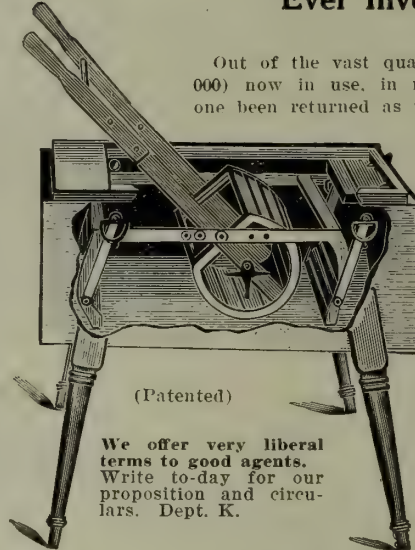 Ever Inve
Out of the vast qua
000) now in use, in n
one been returned as
(Patented)
We offer very liberal
terms to good agents.
Write to-day for our
proposition and circu-
lars. Dept. K.